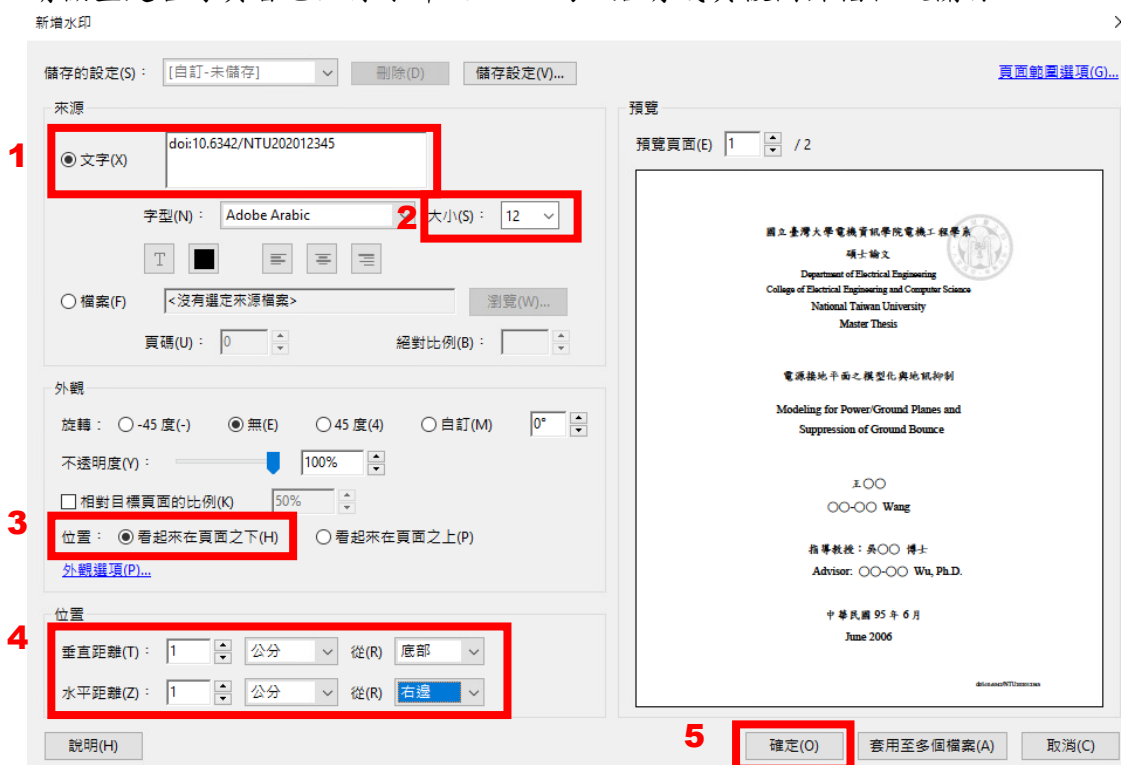 新增水印
儲存的設定(S)： [自訂-未儲存] 刪除(D) 儲存設定(V)... 頁面範圍選項(G)...
來源
1
文字(X) doi:10.6342/NTU202012345
字型(N)： Adobe Arabic 2 大小(S)： 12
T
檔案(F) <沒有選定來源檔案> 瀏覽(W)...
頁碼(U)： 0 絕對比例(B)：
外觀
旋轉： -45 度(-) 無(E) 45 度(4) 自訂(M) 0°
不透明度(Y)： 100%
相對目標頁面的比例(K) 50%
3
位置： 看起來在頁面之下(H) 看起來在頁面之上(P)
外觀選項(P)...
位置
4
垂直距離(T)： 1 公分 從(R) 底部
水平距離(Z)： 1 公分 從(R) 右邊
預覽
預覽頁面(E) 1 / 2
國立臺灣大學電機資訊學院電機工程學系
碩士論文
Department of Electrical Engineering
College of Electrical Engineering and Computer Science
National Taiwan University
Master Thesis
電源接地平面之模型化與地訊抑制
Modeling for Power/Ground Planes and
Suppression of Ground Bounce
王〇〇
〇〇-〇〇 Wang
指導教授：吳〇〇 博士
Advisor: 〇〇-〇〇 Wu, Ph.D.
中華民國 95 年 6 月
June 2006
說明(H) 5 確定(O) 套用至多個檔案(A) 取消(C)